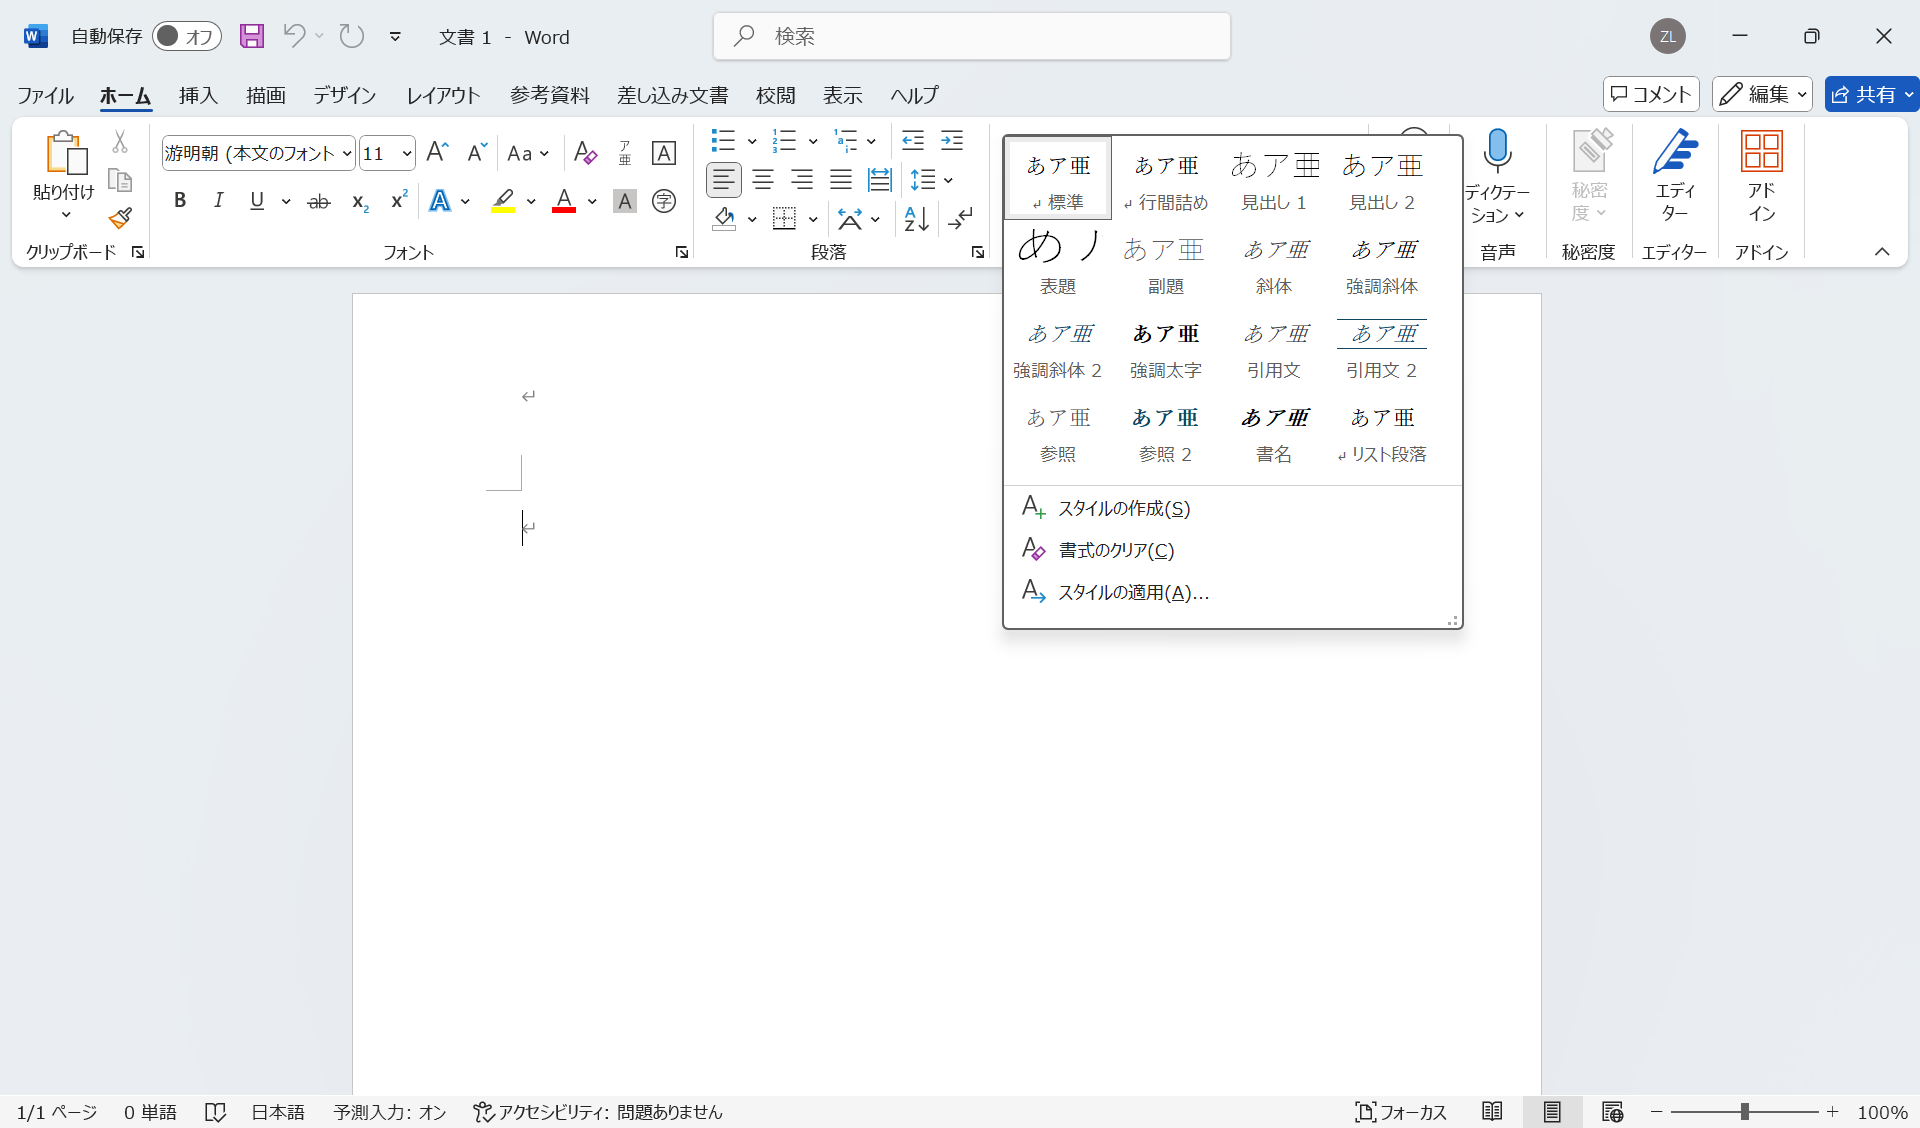 自動保存 オフ 文書 1 - Word 検索 ZL
ファイル ホーム 挿入 描画 デザイン レイアウト 参考資料 差し込み文書 校閲 表示 ヘルプ コメント 編集 共有
貼り付け
クリップボード
游明朝 (本文のフォント 11 Aa ア亜 A
B I U ab x₂ x² A A A 字
フォント
段落
あア亜 あア亜 あア亜 あア亜
↲ 標準 ↲ 行間詰め 見出し 1 見出し 2
あア亜 あア亜 あア亜
表題 副題 斜体 強調斜体
あア亜 あア亜 あア亜 あア亜
強調斜体 2 強調太字 引用文 引用文 2
あア亜 あア亜 あア亜 あア亜
参照 参照 2 書名 ↲ リスト段落
スタイルの作成(S)
書式のクリア(C)
スタイルの適用(A)...
ディクテー
ション
音声
秘密
度
秘密度
エディ
ター
エディター
アド
イン
アドイン
1/1 ページ 0 単語 日本語 予測入力: オン アクセシビリティ: 問題ありません フォーカス 100%